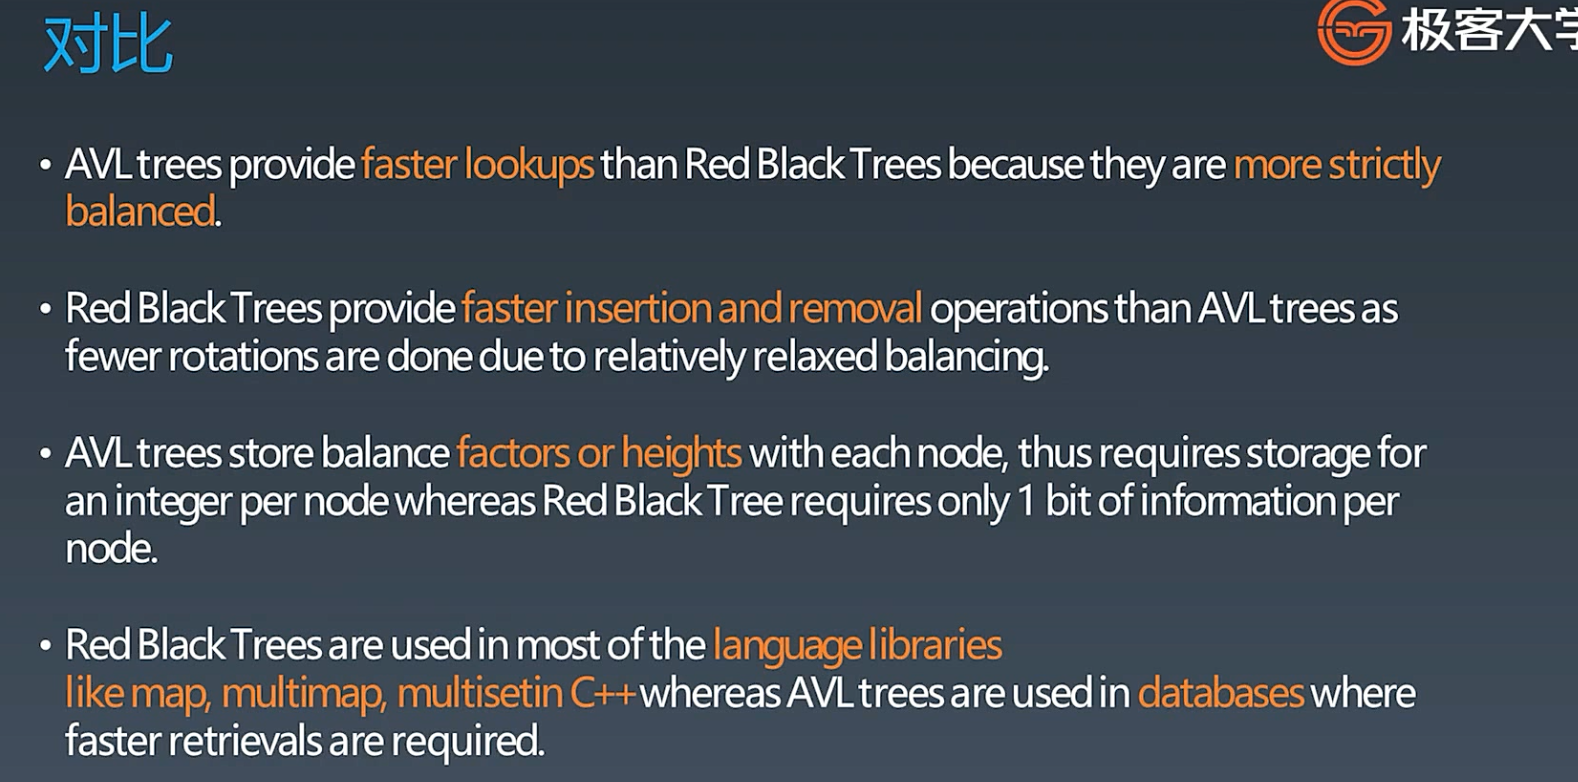 对比
极客大学
• AVL trees provide faster lookups than Red Black Trees because they are more strictly
balanced.
• Red Black Trees provide faster insertion and removal operations than AVL trees as
fewer rotations are done due to relatively relaxed balancing.
• AVL trees store balance factors or heights with each node, thus requires storage for
an integer per node whereas Red Black Tree requires only 1 bit of information per
node.
• Red Black Trees are used in most of the language libraries
like map, multimap, multisetin C++ whereas AVL trees are used in databases where
faster retrievals are required.